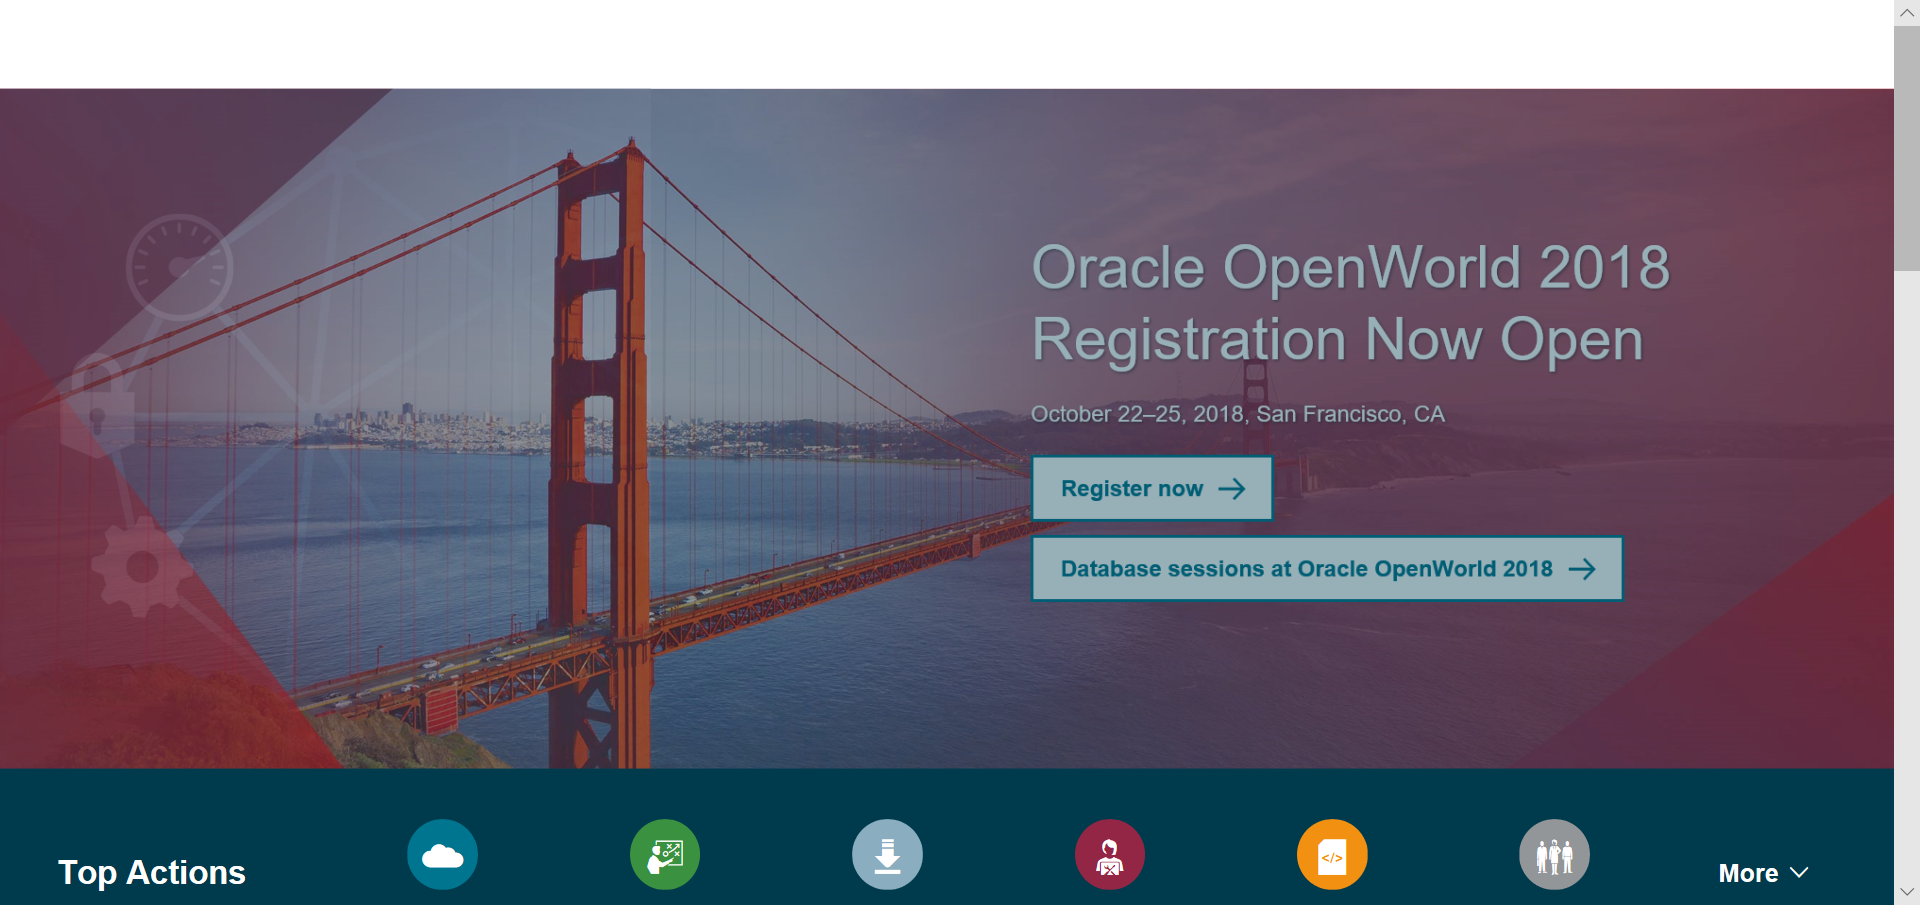 Oracle OpenWorld 2018
Registration Now Open
October 22–25, 2018, San Francisco, CA
Register now
Database sessions at Oracle OpenWorld 2018
</>
Top Actions
More